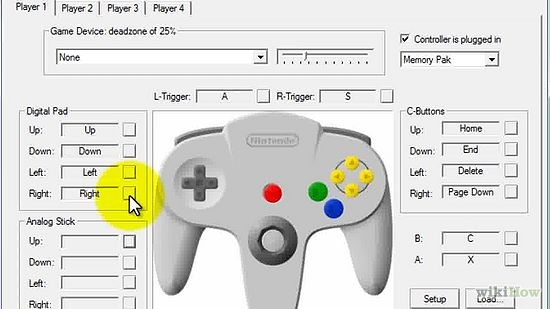 Player 1 Player 2 Player 3 Player 4
Game Device: deadzone of 25%
None
Controller is plugged in
Memory Pak
L-Trigger: A R-Trigger: S
Digital Pad
Up: Up
Down: Down
Left: Left
Right: Right
Analog Stick
Up:
Down:
Left:
Right:
Nintendo
C-Buttons
Up: Home
Down: End
Left: Delete
Right: Page Down
B: C
A: X
Setup Load...
wikiHow